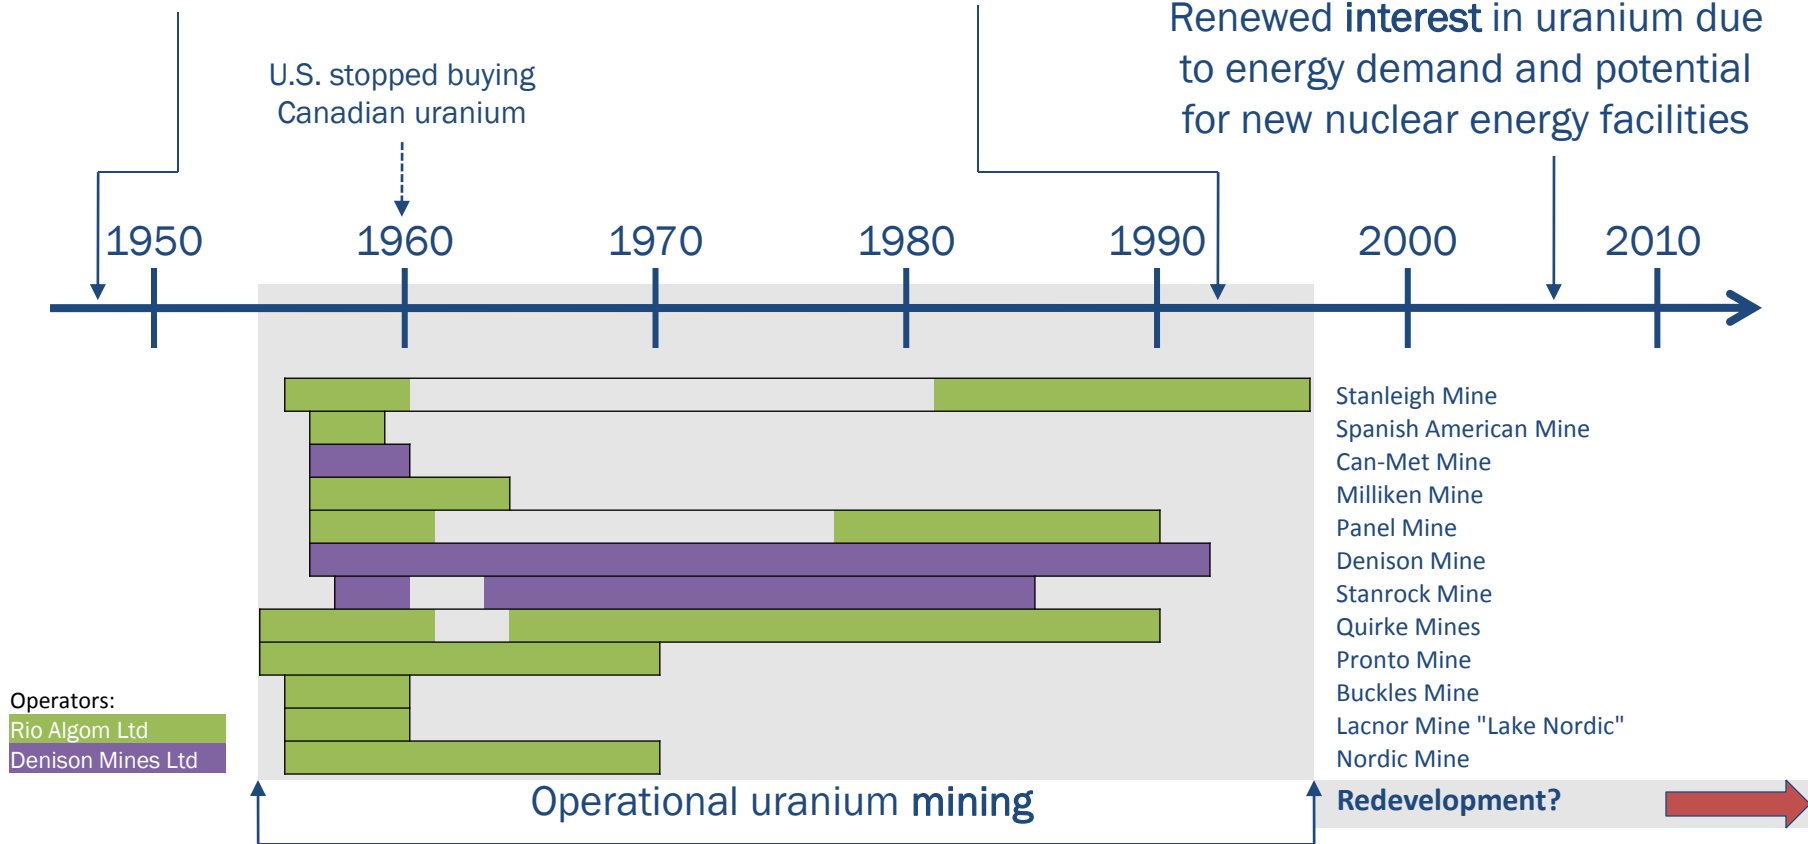 Renewed interest in uranium due
to energy demand and potential
for new nuclear energy facilities
U.S. stopped buying
Canadian uranium
1950
1960
1970
1980
1990
2000
2010
Stanleigh Mine
Spanish American Mine
Can-Met Mine
Milliken Mine
Panel Mine
Denison Mine
Stanrock Mine
Quirke Mines
Pronto Mine
Buckles Mine
Lacnor Mine "Lake Nordic"
Nordic Mine
Operators:
Rio Algom Ltd
Denison Mines Ltd
Operational uranium mining
Redevelopment?